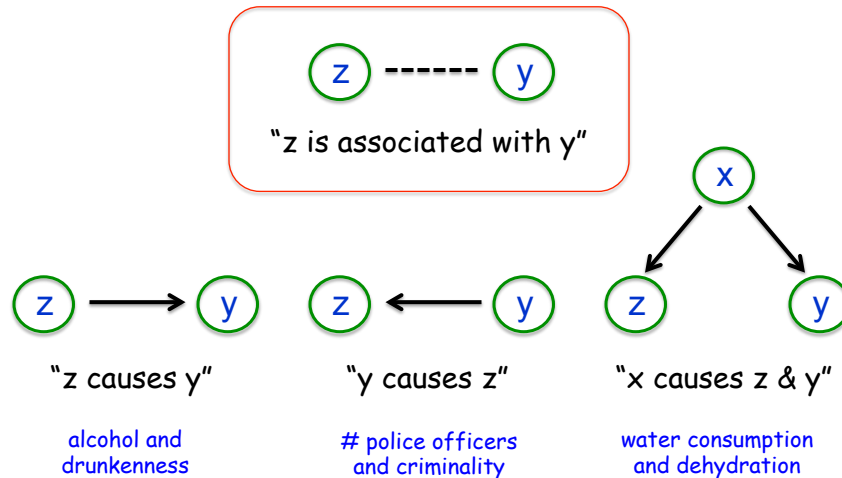 z y
"z is associated with y"
x
z y z y z y
"z causes y" "y causes z" "x causes z & y"
alcohol and # police officers water consumption
drunkenness and criminality and dehydration